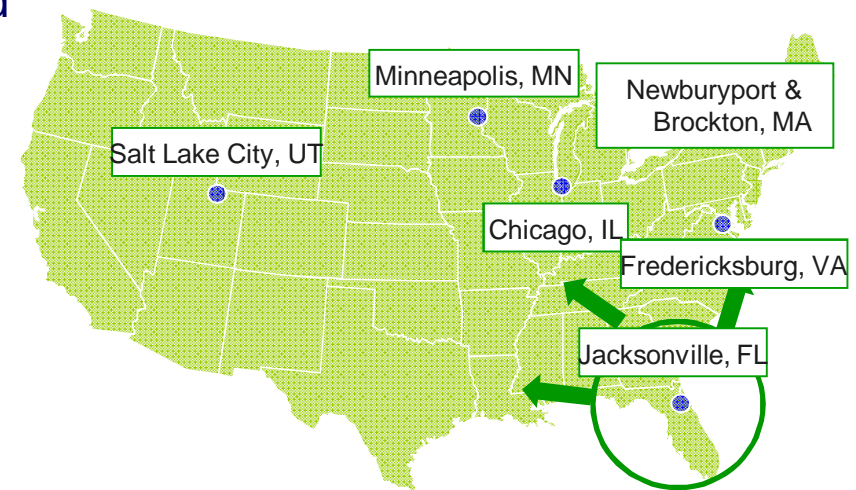 Minneapolis, MN
Newburyport &
Brockton, MA
Salt Lake City, UT
Chicago, IL
Fredericksburg, VA
Jacksonville, FL